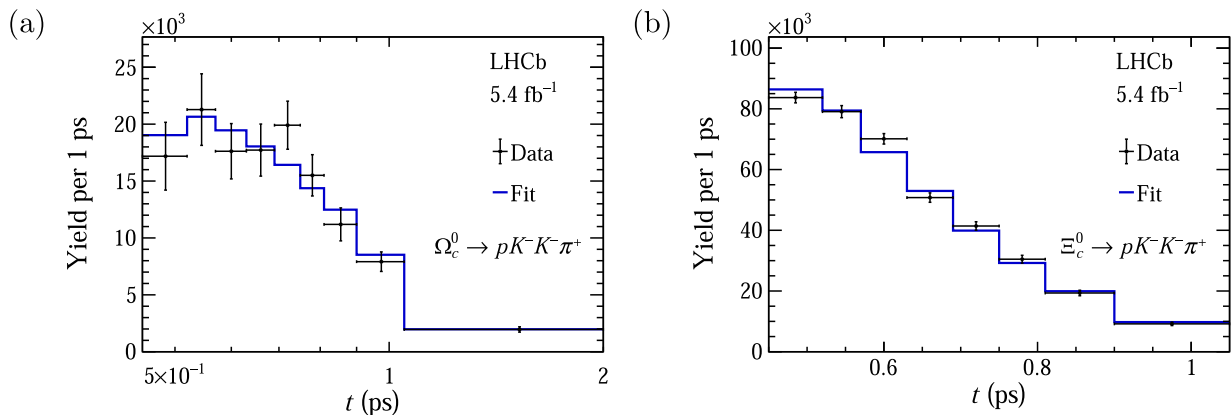 (a)
×10³
Yield per 1 ps
25
20
15
10
5
0
LHCb
5.4 fb⁻¹
Data
Fit
Ω_c⁰ → pK⁻K⁻π⁺
5×10⁻¹
1
2
t (ps)
(b)
×10³
Yield per 1 ps
100
80
60
40
20
0
LHCb
5.4 fb⁻¹
Data
Fit
Ξ_c⁰ → pK⁻K⁻π⁺
0.6
0.8
1
t (ps)